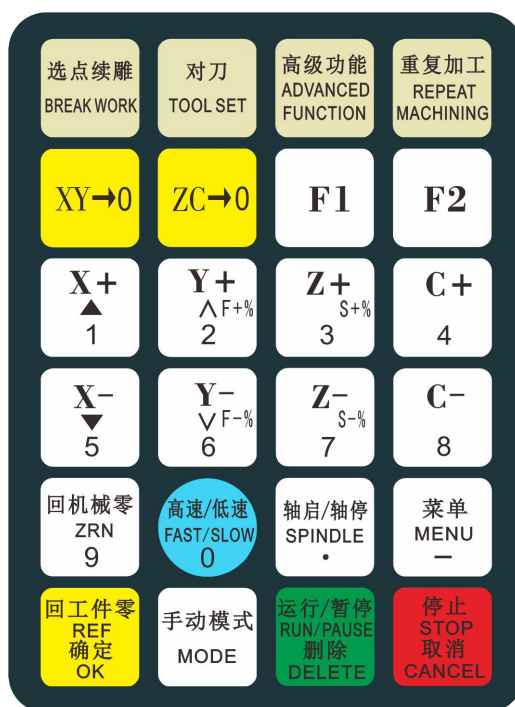 选点续雕
BREAK WORK
对刀
TOOL SET
高级功能
ADVANCED
FUNCTION
重复加工
REPEAT
MACHINING
XY→0
ZC→0
F1
F2
X+
▲
1
Y+
∧F+%
2
Z+
S+%
3
C+
4
X-
▼
5
Y-
∨F-%
6
Z-
S-%
7
C-
8
回机械零
ZRN
9
高速/低速
FAST/SLOW
0
轴启/轴停
SPINDLE
·
菜单
MENU
—
回工件零
REF
确定
OK
手动模式
MODE
运行/暂停
RUN/PAUSE
删除
DELETE
停止
STOP
取消
CANCEL